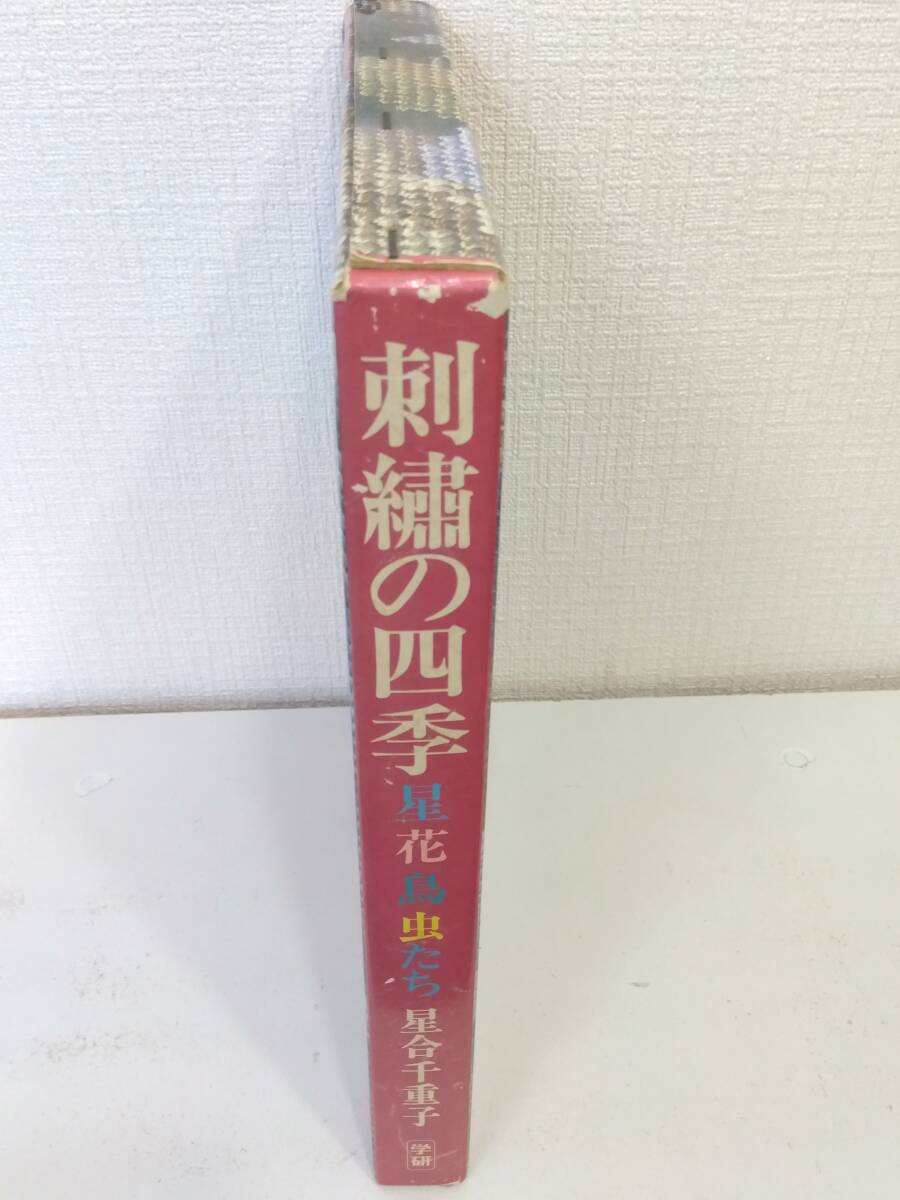 刺繍の四季
星花鳥虫たち
星合千重子
学研